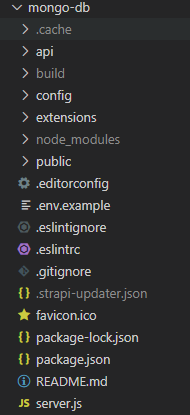 mongo-db
.cache
api
build
config
extensions
node_modules
public
.editorconfig
.env.example
.eslintignore
.eslintrc
.gitignore
.strapi-updater.json
favicon.ico
package-lock.json
package.json
README.md
server.js